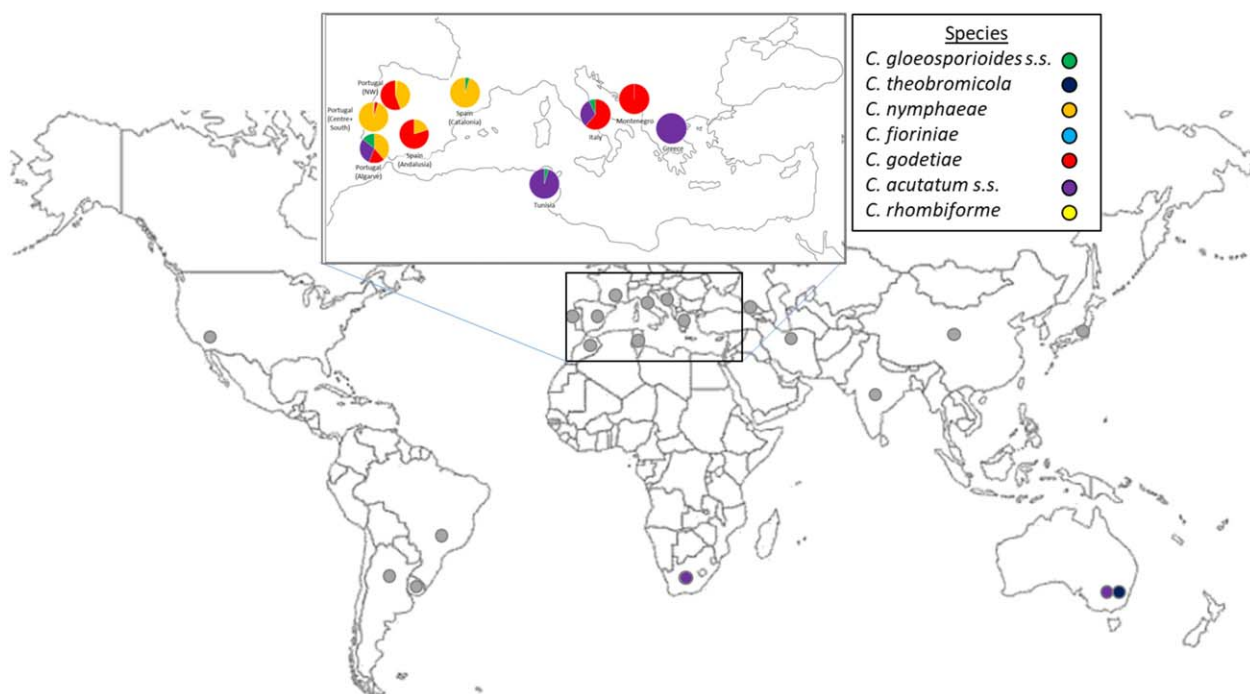 Species
C. gloeosporioides s.s.
C. theobromicola
C. nymphaeae
C. fioriniae
C. godetiae
C. acutatum s.s.
C. rhombiforme
Portugal
(NW)
Portugal
(Centre+
South)
Portugal
(Algarve)
Spain
(Catalonia)
Spain
(Andalusia)
Italy
Montenegro
Greece
Tunisia